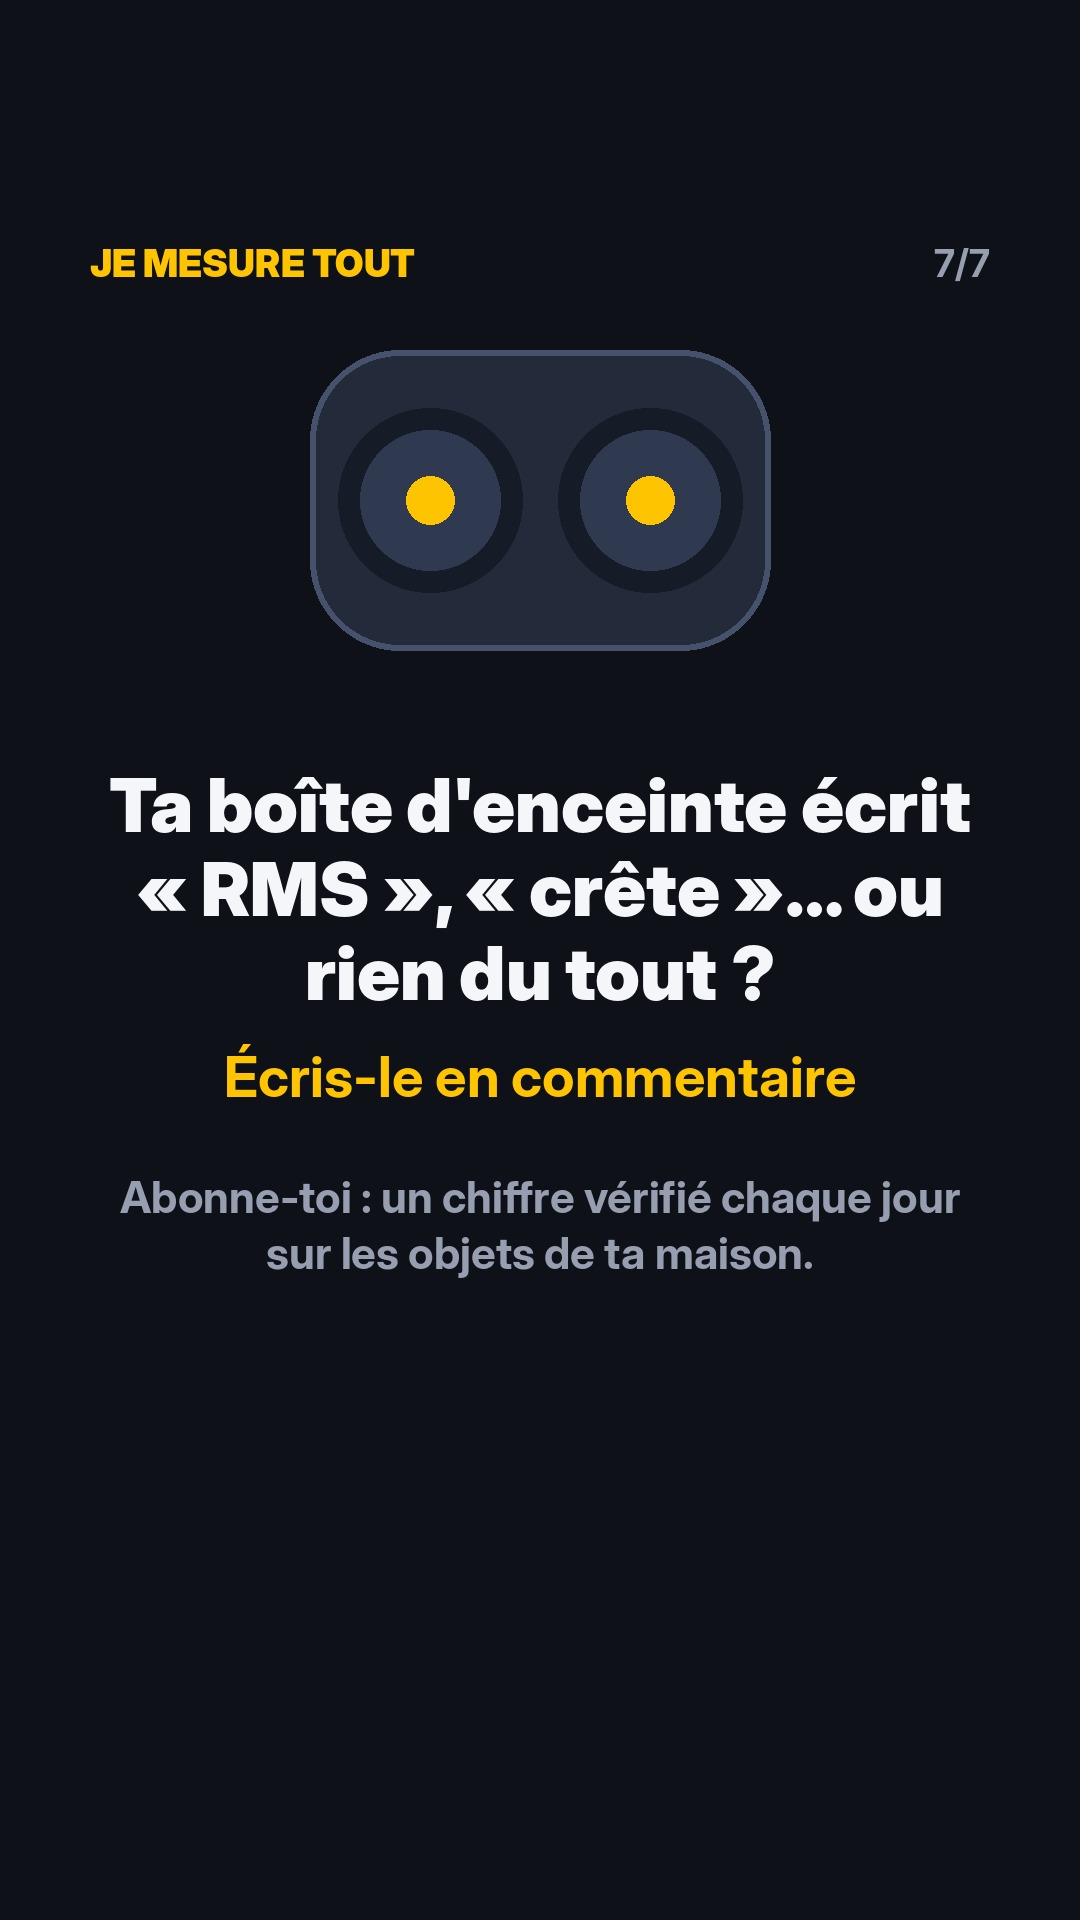 JE MESURE TOUT
7/7
Ta boîte d'enceinte écrit
« RMS », « crête »... ou
rien du tout ?
Écris-le en commentaire
Abonne-toi : un chiffre vérifié chaque jour
sur les objets de ta maison.